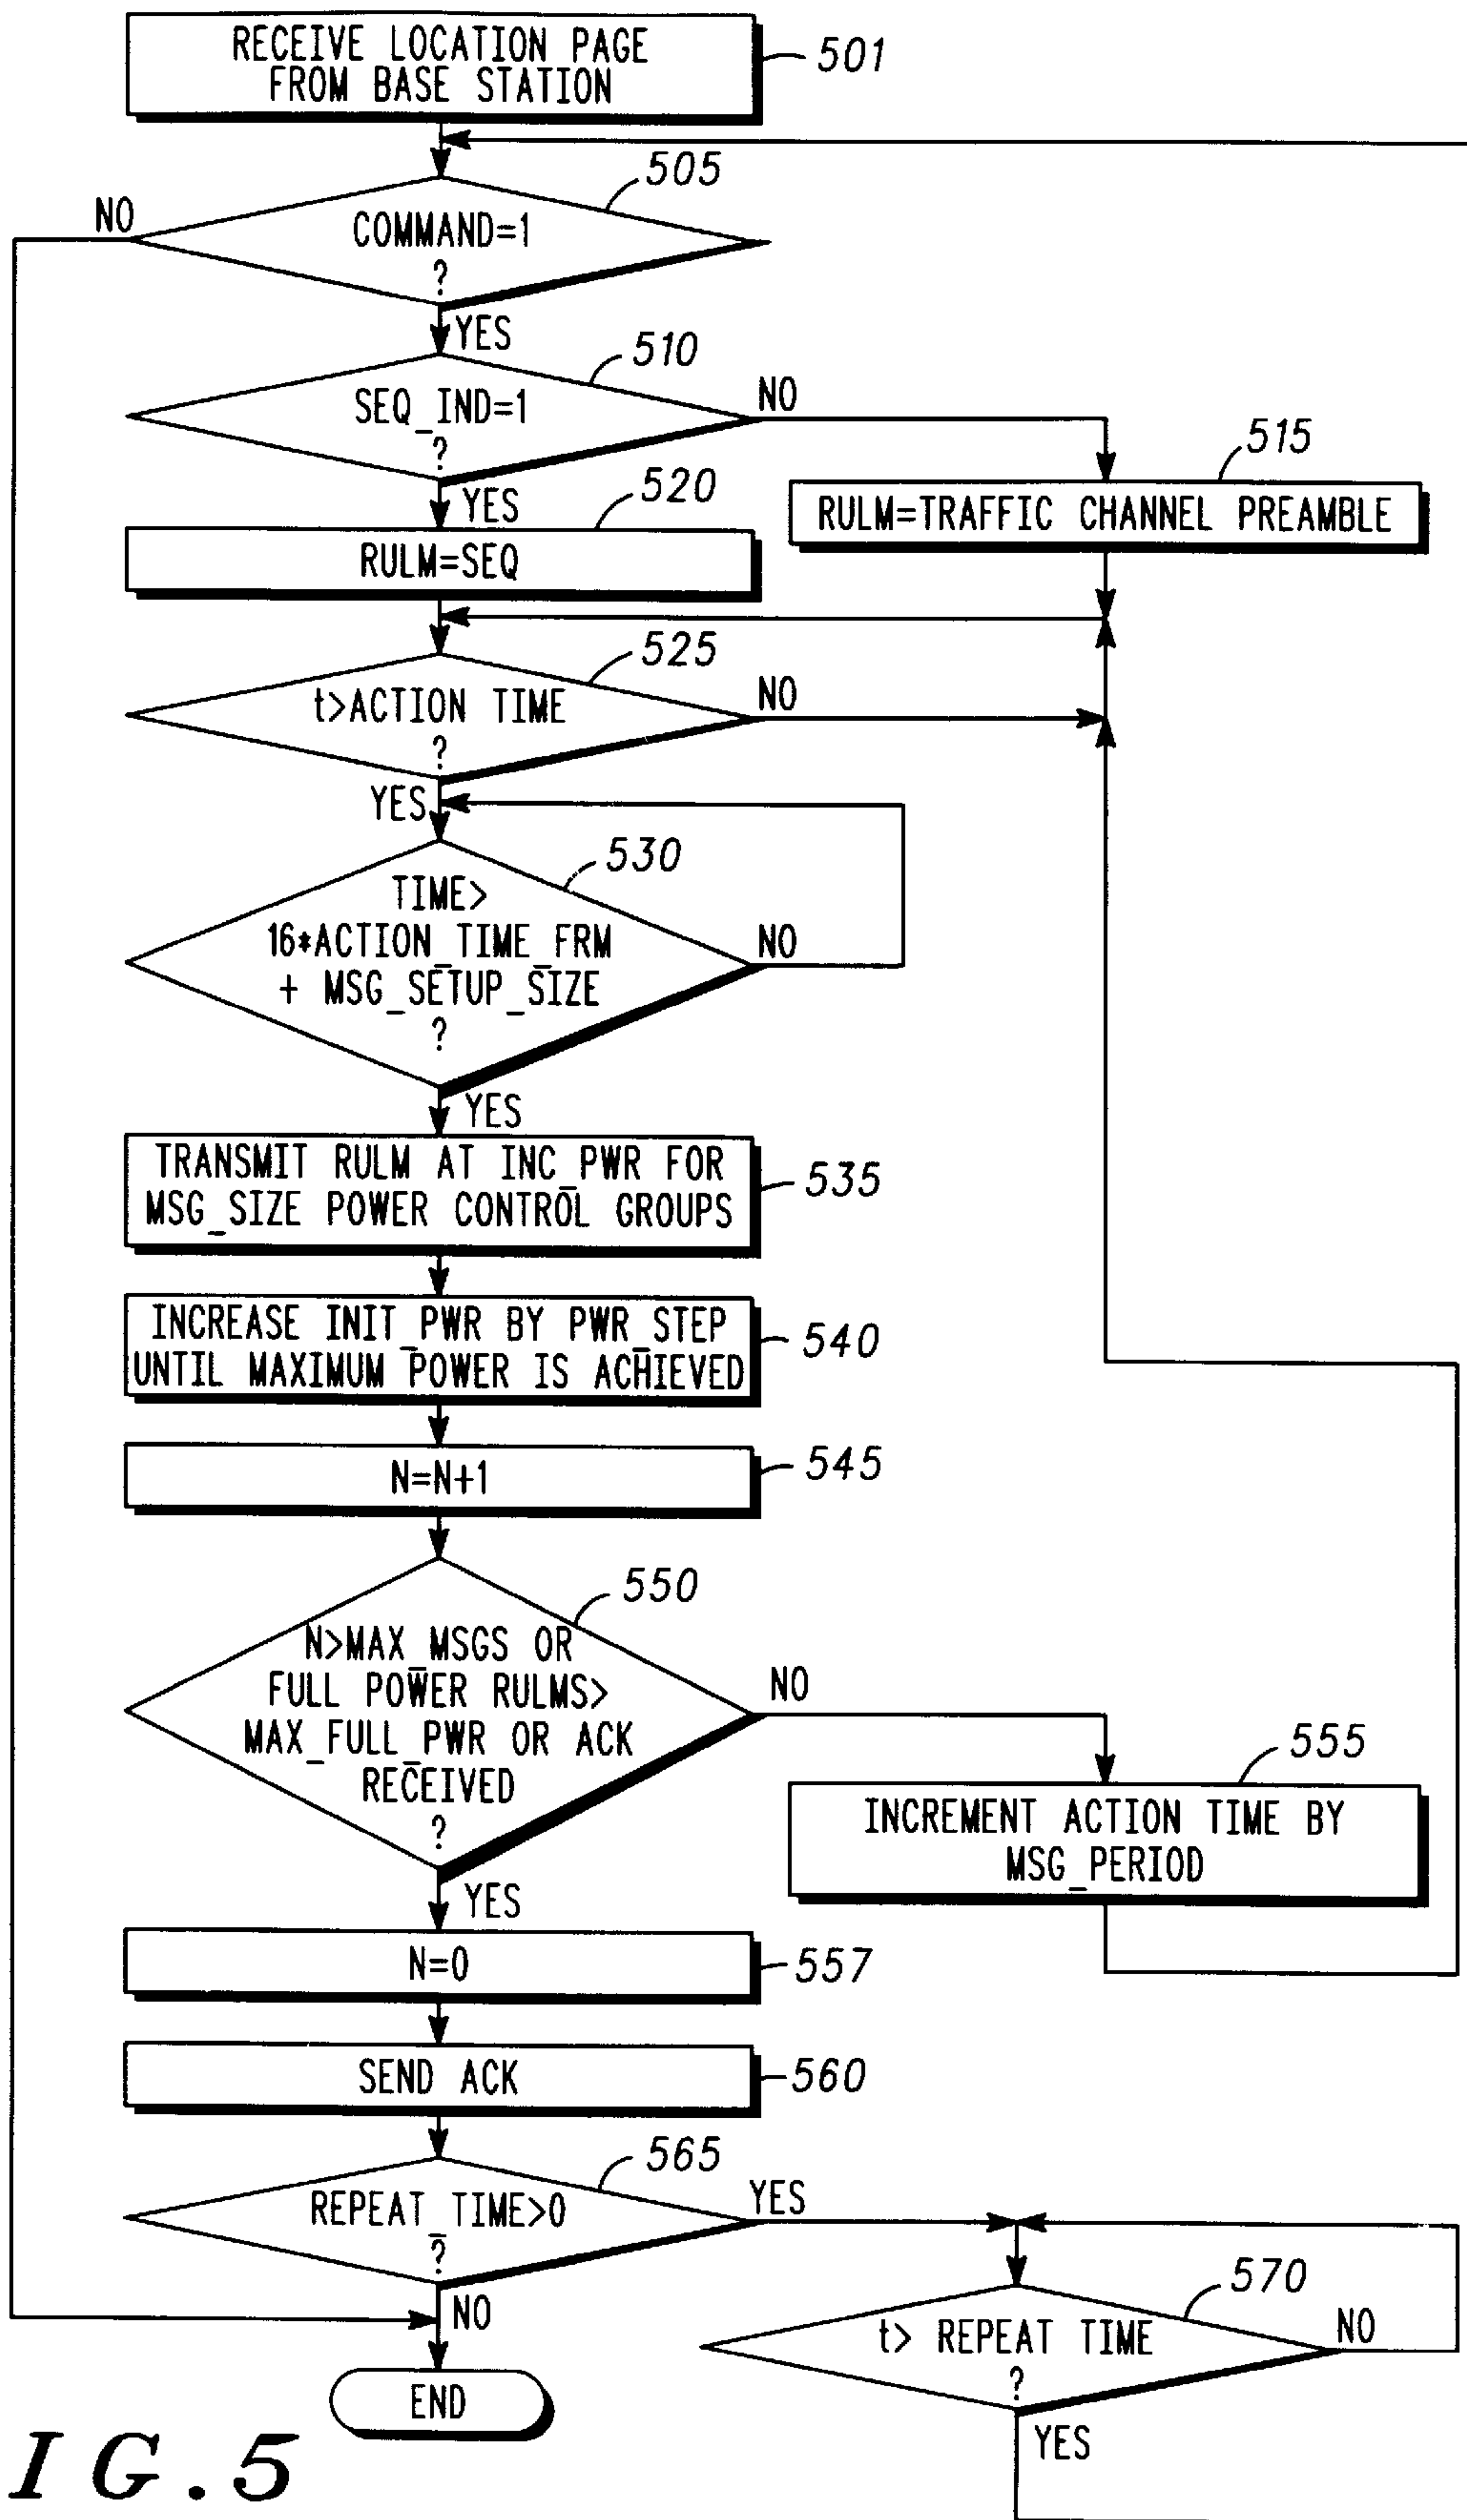 RECEIVE LOCATION PAGE
FROM BASE STATION
501
505
NO
COMMAND=1
?
YES
510
SEQ_IND=1
?
NO
515
YES
520
RULM=TRAFFIC CHANNEL PREAMBLE
RULM=SEQ
525
t>ACTION TIME
?
NO
YES
530
TIME>
16*ACTION_TIME_FRM
+ MSG_SETUP_SIZE
?
NO
YES
TRANSMIT RULM AT INC_PWR FOR
MSG_SIZE POWER CONTROL GROUPS
535
INCREASE INIT_PWR BY PWR_STEP
UNTIL MAXIMUM POWER IS ACHIEVED
540
N=N+1
545
550
N>MAX_MSGS OR
FULL POWER RULMS>
MAX_FULL_PWR OR ACK
RECEIVED
?
NO
555
INCREMENT ACTION TIME BY
MSG_PERIOD
YES
N=0
557
SEND ACK
560
565
REPEAT_TIME>0
?
YES
NO
570
t> REPEAT TIME
?
NO
END
YES
IG.5